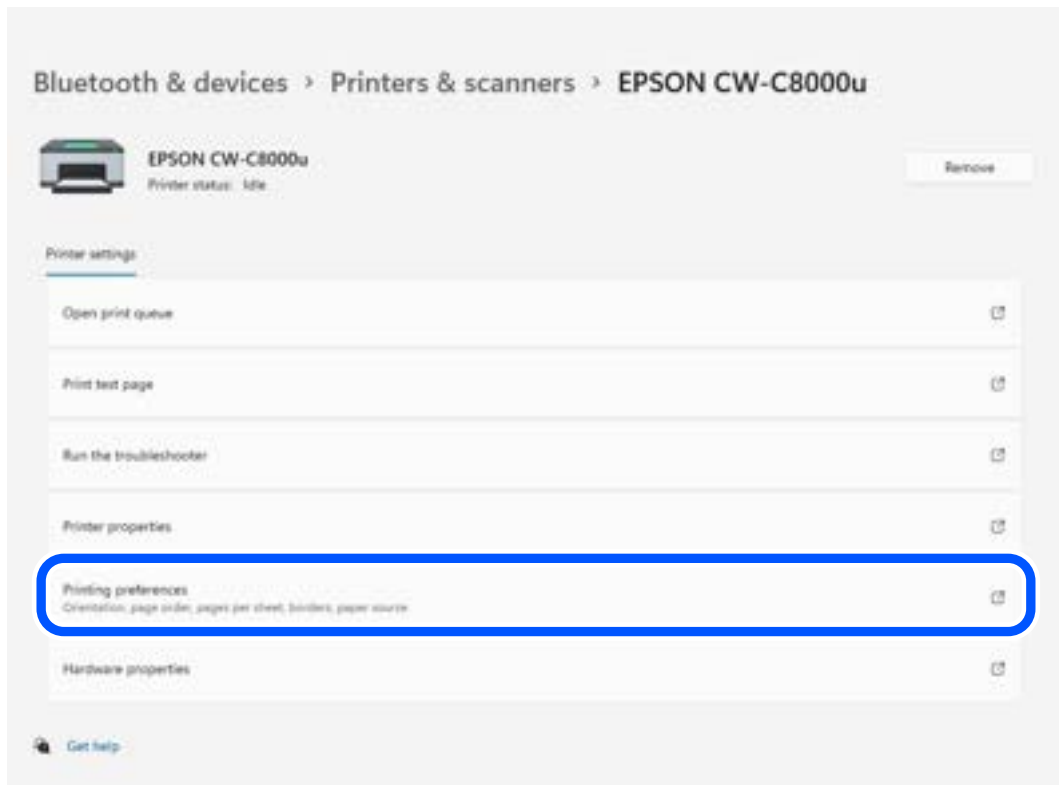 Bluetooth & devices > Printers & scanners > EPSON CW-C8000u
EPSON CW-C8000u
Printer status: Idle
Remove
Printer settings
Open print queue
Print test page
Run the troubleshooter
Printer properties
Printing preferences
Orientation, page order, pages per sheet, borders, paper source
Hardware properties
Get help